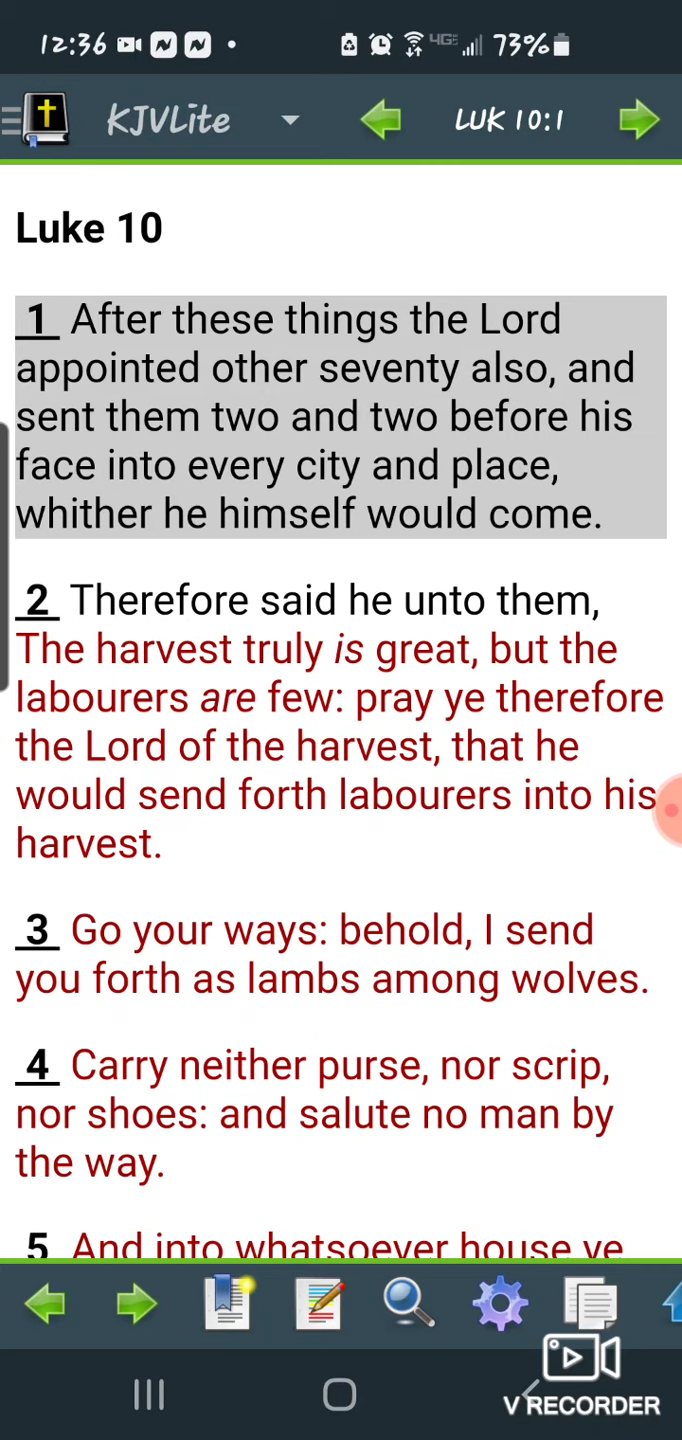 12:36 4GE 73%
KJVLite LUK 10:1
Luke 10
1 After these things the Lord
appointed other seventy also, and
sent them two and two before his
face into every city and place,
whither he himself would come.
2 Therefore said he unto them,
The harvest truly is great, but the
labourers are few: pray ye therefore
the Lord of the harvest, that he
would send forth labourers into his
harvest.
3 Go your ways: behold, I send
you forth as lambs among wolves.
4 Carry neither purse, nor scrip,
nor shoes: and salute no man by
the way.
5 And into whatsoever house ye
V RECORDER